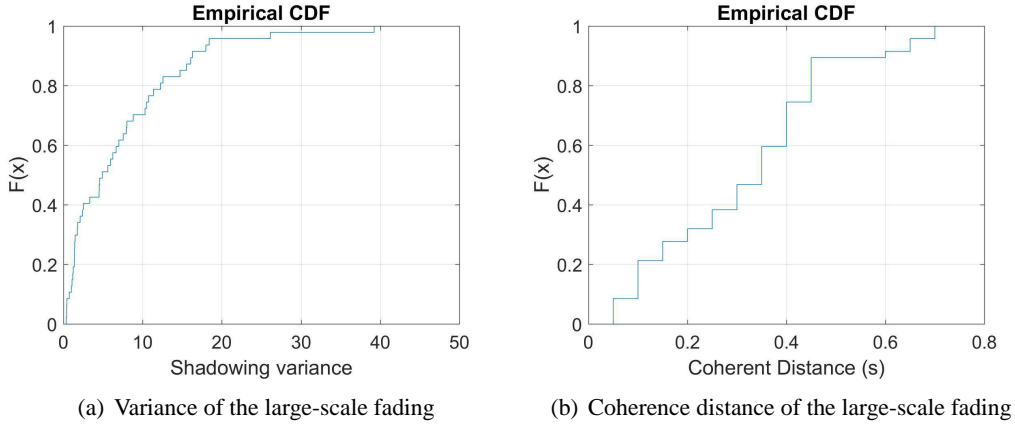 Empirical CDF
1
0.8
0.6
0.4
0.2
0
F(x)
0 10 20 30 40 50
Shadowing variance
(a) Variance of the large-scale fading
Empirical CDF
1
0.8
0.6
0.4
0.2
0
F(x)
0 0.2 0.4 0.6 0.8
Coherent Distance (s)
(b) Coherence distance of the large-scale fading